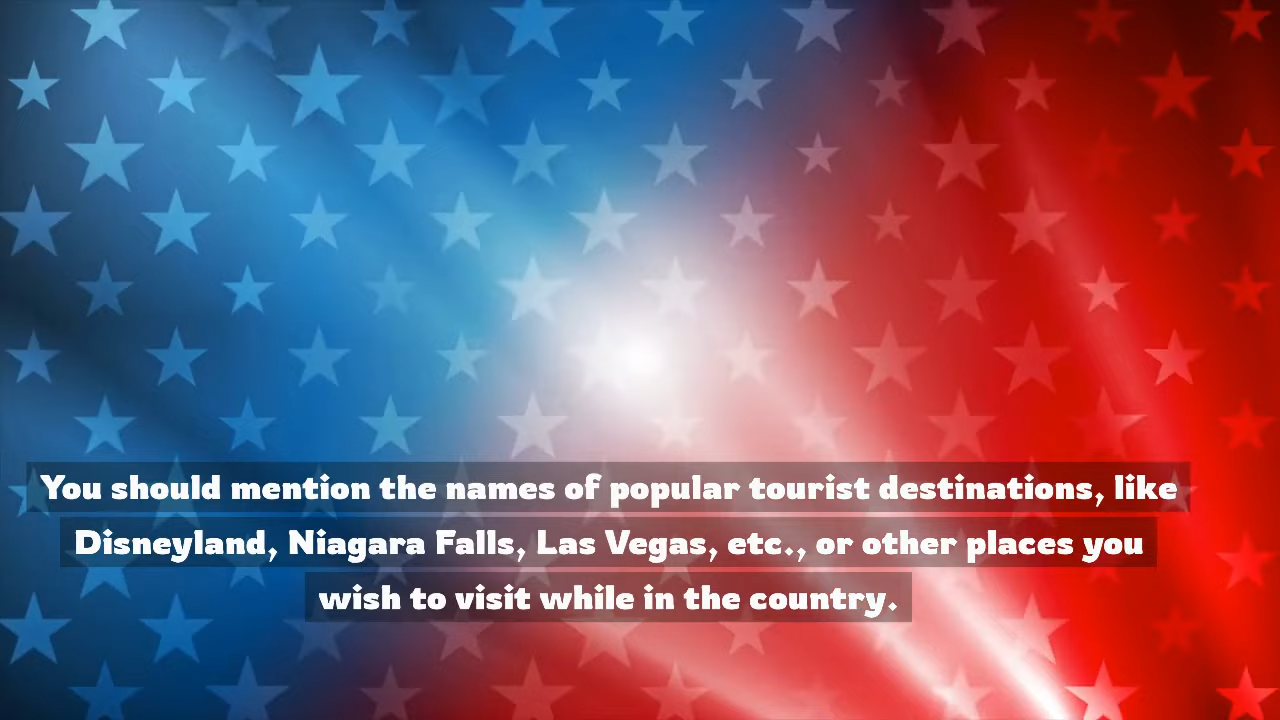 You should mention the names of popular tourist destinations, like
Disneyland, Niagara Falls, Las Vegas, etc., or other places you
wish to visit while in the country.